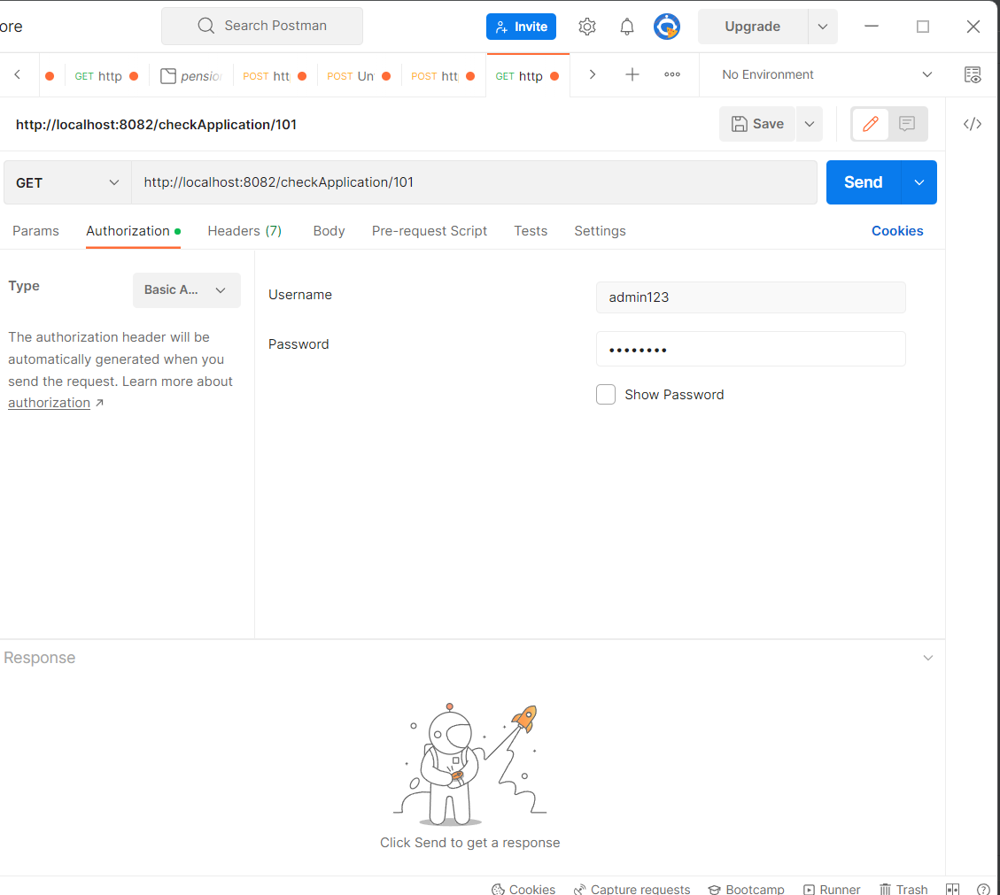 ore
Search Postman
Invite
Upgrade
GET http
pensio
POST htt
POST Un
POST htt
GET http
No Environment
http://localhost:8082/checkApplication/101
Save
GET
http://localhost:8082/checkApplication/101
Send
Params
Authorization
Headers (7)
Body
Pre-request Script
Tests
Settings
Cookies
Type
Basic A...
The authorization header will be
automatically generated when you
send the request. Learn more about
authorization ↗
Username
admin123
Password
••••••••
Show Password
Response
Click Send to get a response
Cookies
Capture requests
Bootcamp
Runner
Trash